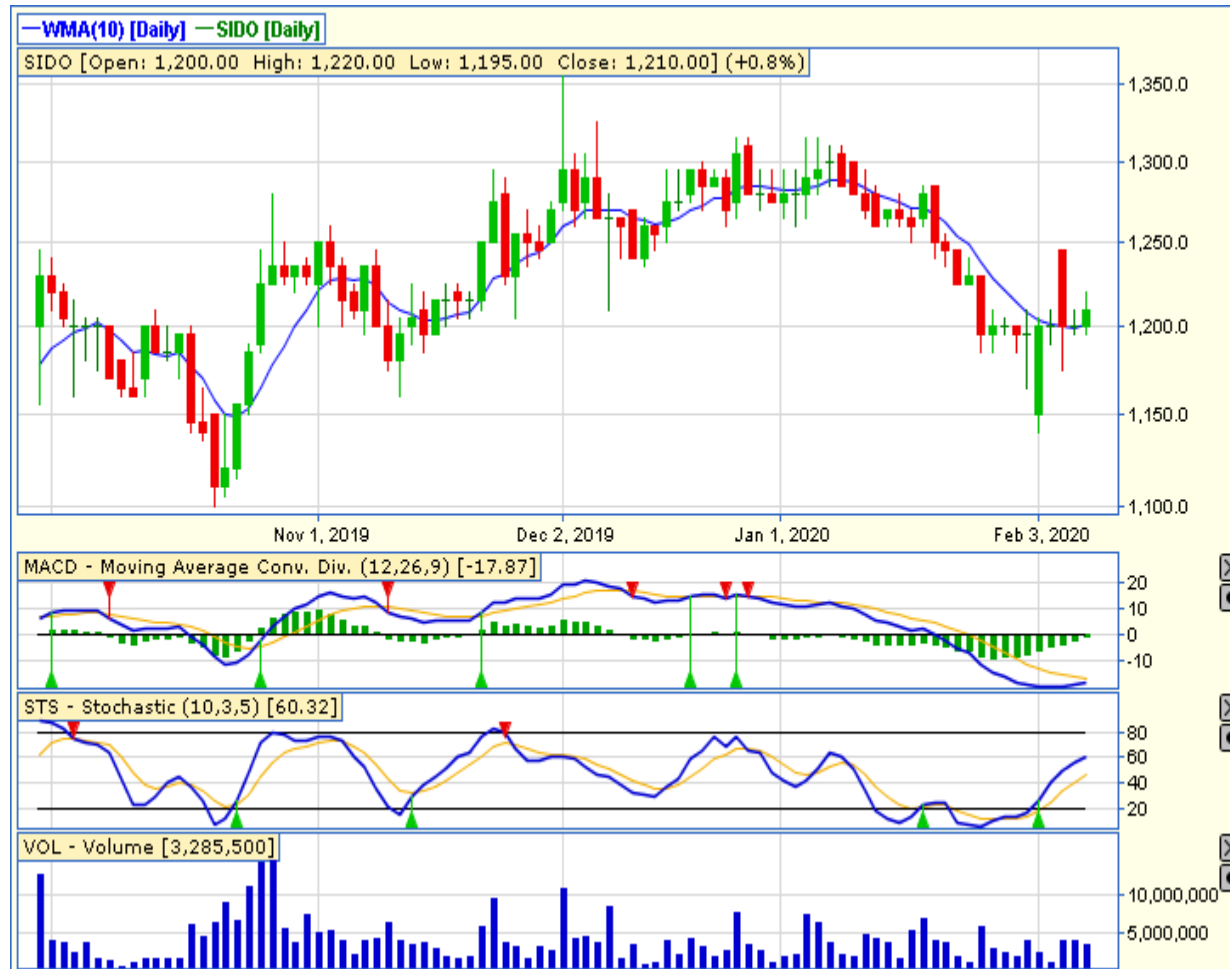 WMA(10) [Daily] SIDO [Daily]
SIDO [Open: 1,200.00 High: 1,220.00 Low: 1,195.00 Close: 1,210.00] (+0.8%)
1,350.0
1,300.0
1,250.0
1,200.0
1,150.0
1,100.0
Nov 1, 2019 Dec 2, 2019 Jan 1, 2020 Feb 3, 2020
MACD - Moving Average Conv. Div. (12,26,9) [-17.87]
20
10
0
-10
STS - Stochastic (10,3,5) [60.32]
80
60
40
20
VOL - Volume [3,285,500]
10,000,000
5,000,000